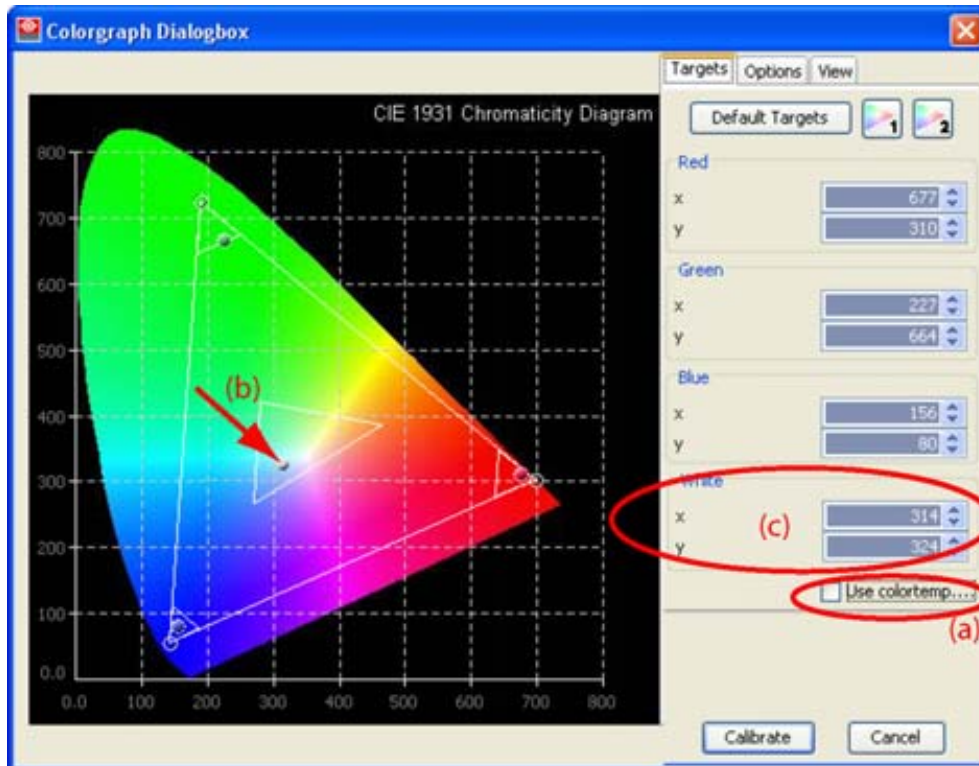 Colorgraph Dialogbox
Targets Options View
CIE 1931 Chromaticity Diagram
Default Targets 1 2
800
700
600
500
400
300
200
100
0.0
0.0 100 200 300 400 500 600 700 800
(b)
Red
x 677
y 310
Green
x 227
y 664
Blue
x 156
y 80
White
x 314
(c)
y 324
Use colortemp....
(a)
Calibrate Cancel